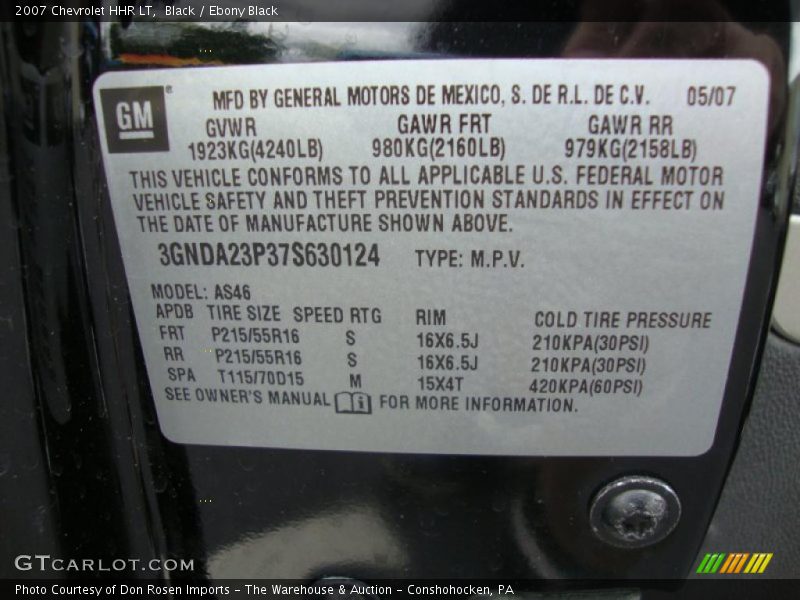 2007 Chevrolet HHR LT,  Black / Ebony Black
GM®
MFD BY GENERAL MOTORS DE MEXICO, S. DE R.L. DE C.V. 05/07
GVWR GAWR FRT GAWR RR
1923KG(4240LB) 980KG(2160LB) 979KG(2158LB)
THIS VEHICLE CONFORMS TO ALL APPLICABLE U.S. FEDERAL MOTOR
VEHICLE SAFETY AND THEFT PREVENTION STANDARDS IN EFFECT ON
THE DATE OF MANUFACTURE SHOWN ABOVE.
3GNDA23P37S630124 TYPE: M.P.V.
MODEL: AS46
APDB TIRE SIZE SPEED RTG RIM COLD TIRE PRESSURE
FRT P215/55R16 S 16X6.5J 210KPA(30PSI)
RR P215/55R16 S 16X6.5J 210KPA(30PSI)
SPA T115/70D15 M 15X4T 420KPA(60PSI)
SEE OWNER'S MANUAL FOR MORE INFORMATION.
GTCARLOT.COM
Photo Courtesy of Don Rosen Imports - The Warehouse & Auction - Conshohocken, PA